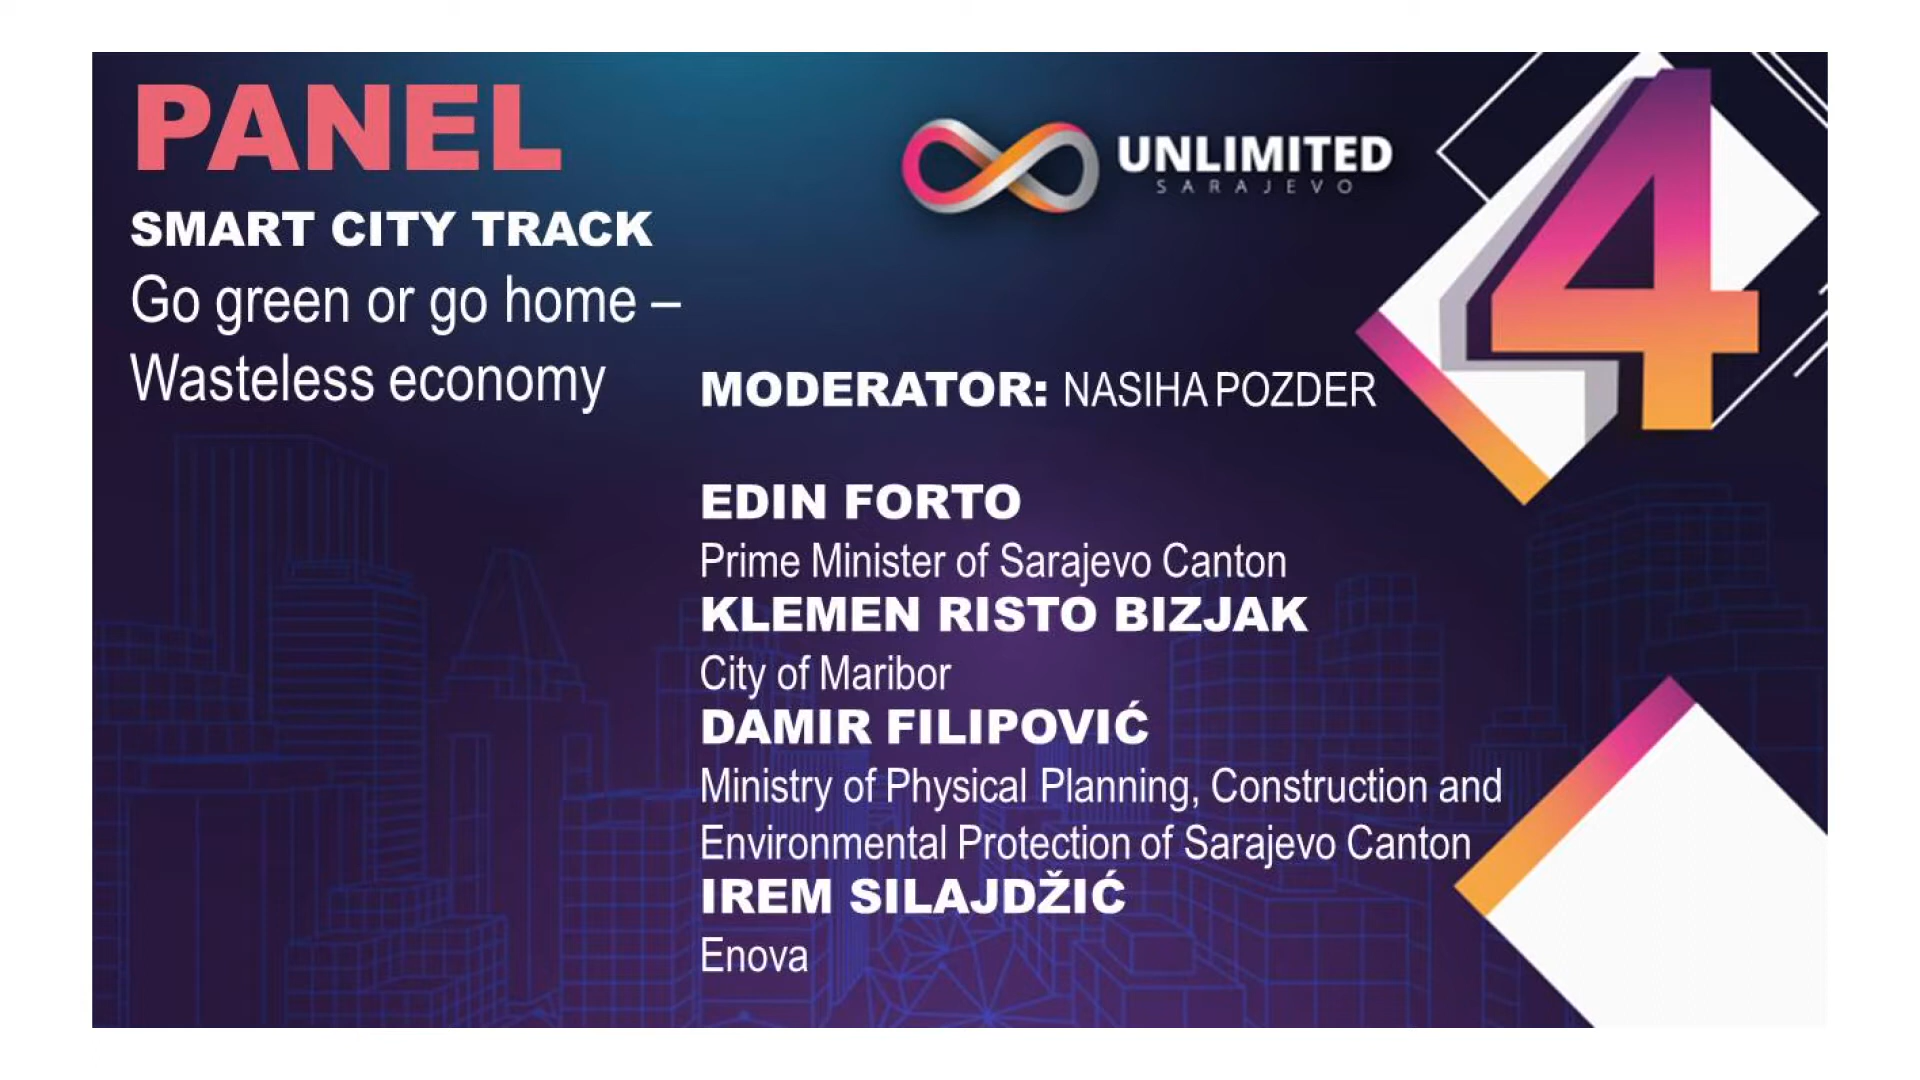 PANEL
SMART CITY TRACK
Go green or go home –
Wasteless economy
UNLIMITED
SARAJEVO
4
MODERATOR: NASIHA POZDER
EDIN FORTO
Prime Minister of Sarajevo Canton
KLEMEN RISTO BIZJAK
City of Maribor
DAMIR FILIPOVIĆ
Ministry of Physical Planning, Construction and
Environmental Protection of Sarajevo Canton
IREM SILAJDŽIĆ
Enova